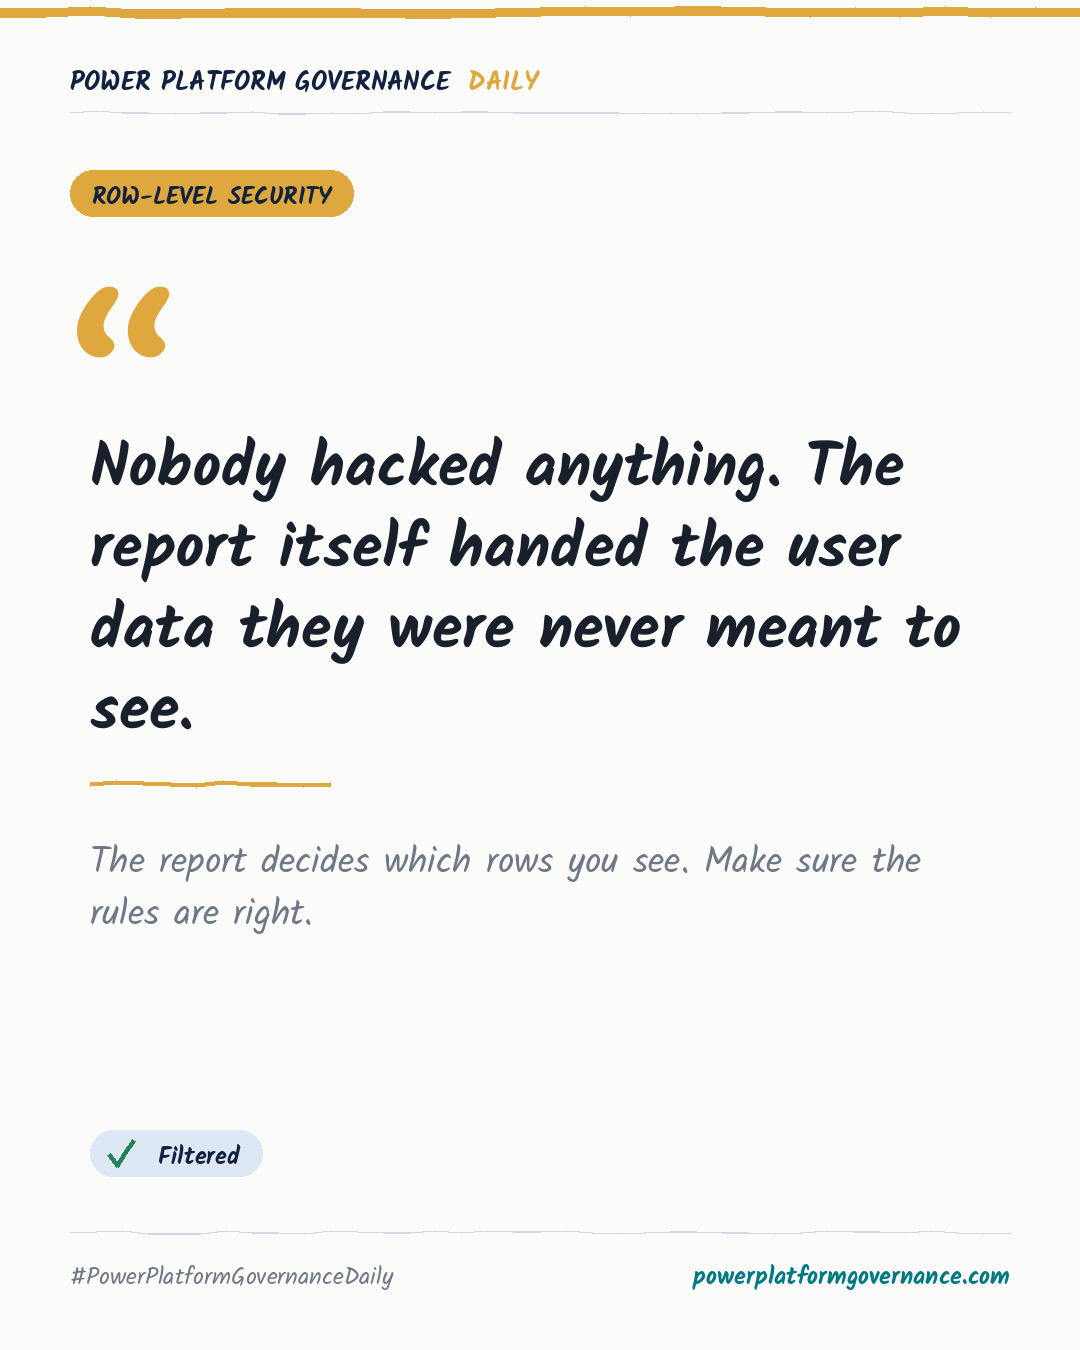 POWER PLATFORM GOVERNANCE DAILY
ROW-LEVEL SECURITY
“
Nobody hacked anything. The
report itself handed the user
data they were never meant to
see.
The report decides which rows you see. Make sure the
rules are right.
✓ Filtered
#PowerPlatformGovernanceDaily
powerplatformgovernance.com